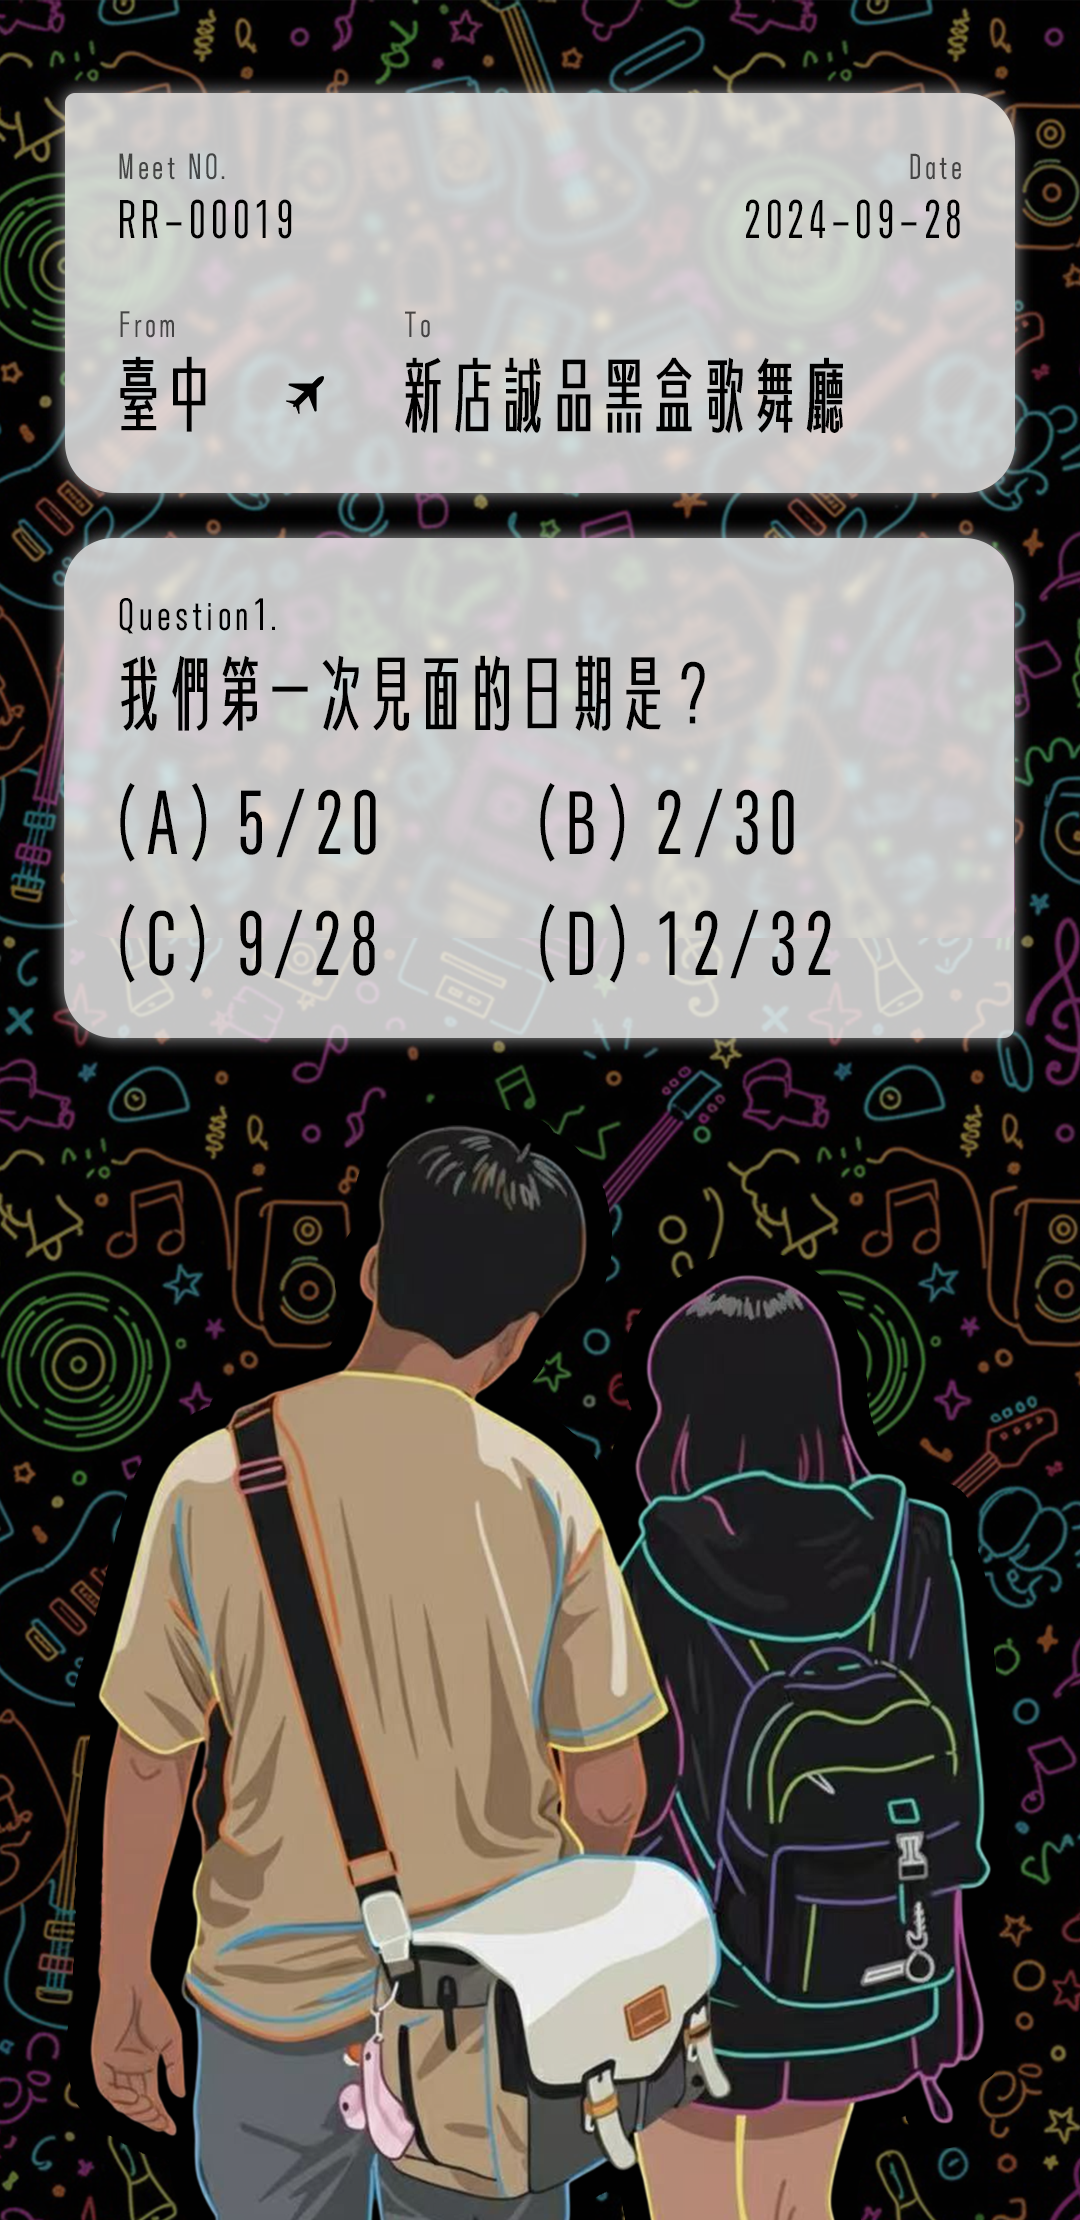 Meet NO.
Date
RR-00019
2024-09-28
From
To
臺中
新店誠品黑盒歌舞廳
Question1.
我們第一次見面的日期是？
(A) 5/20
(B) 2/30
(C) 9/28
(D) 12/32